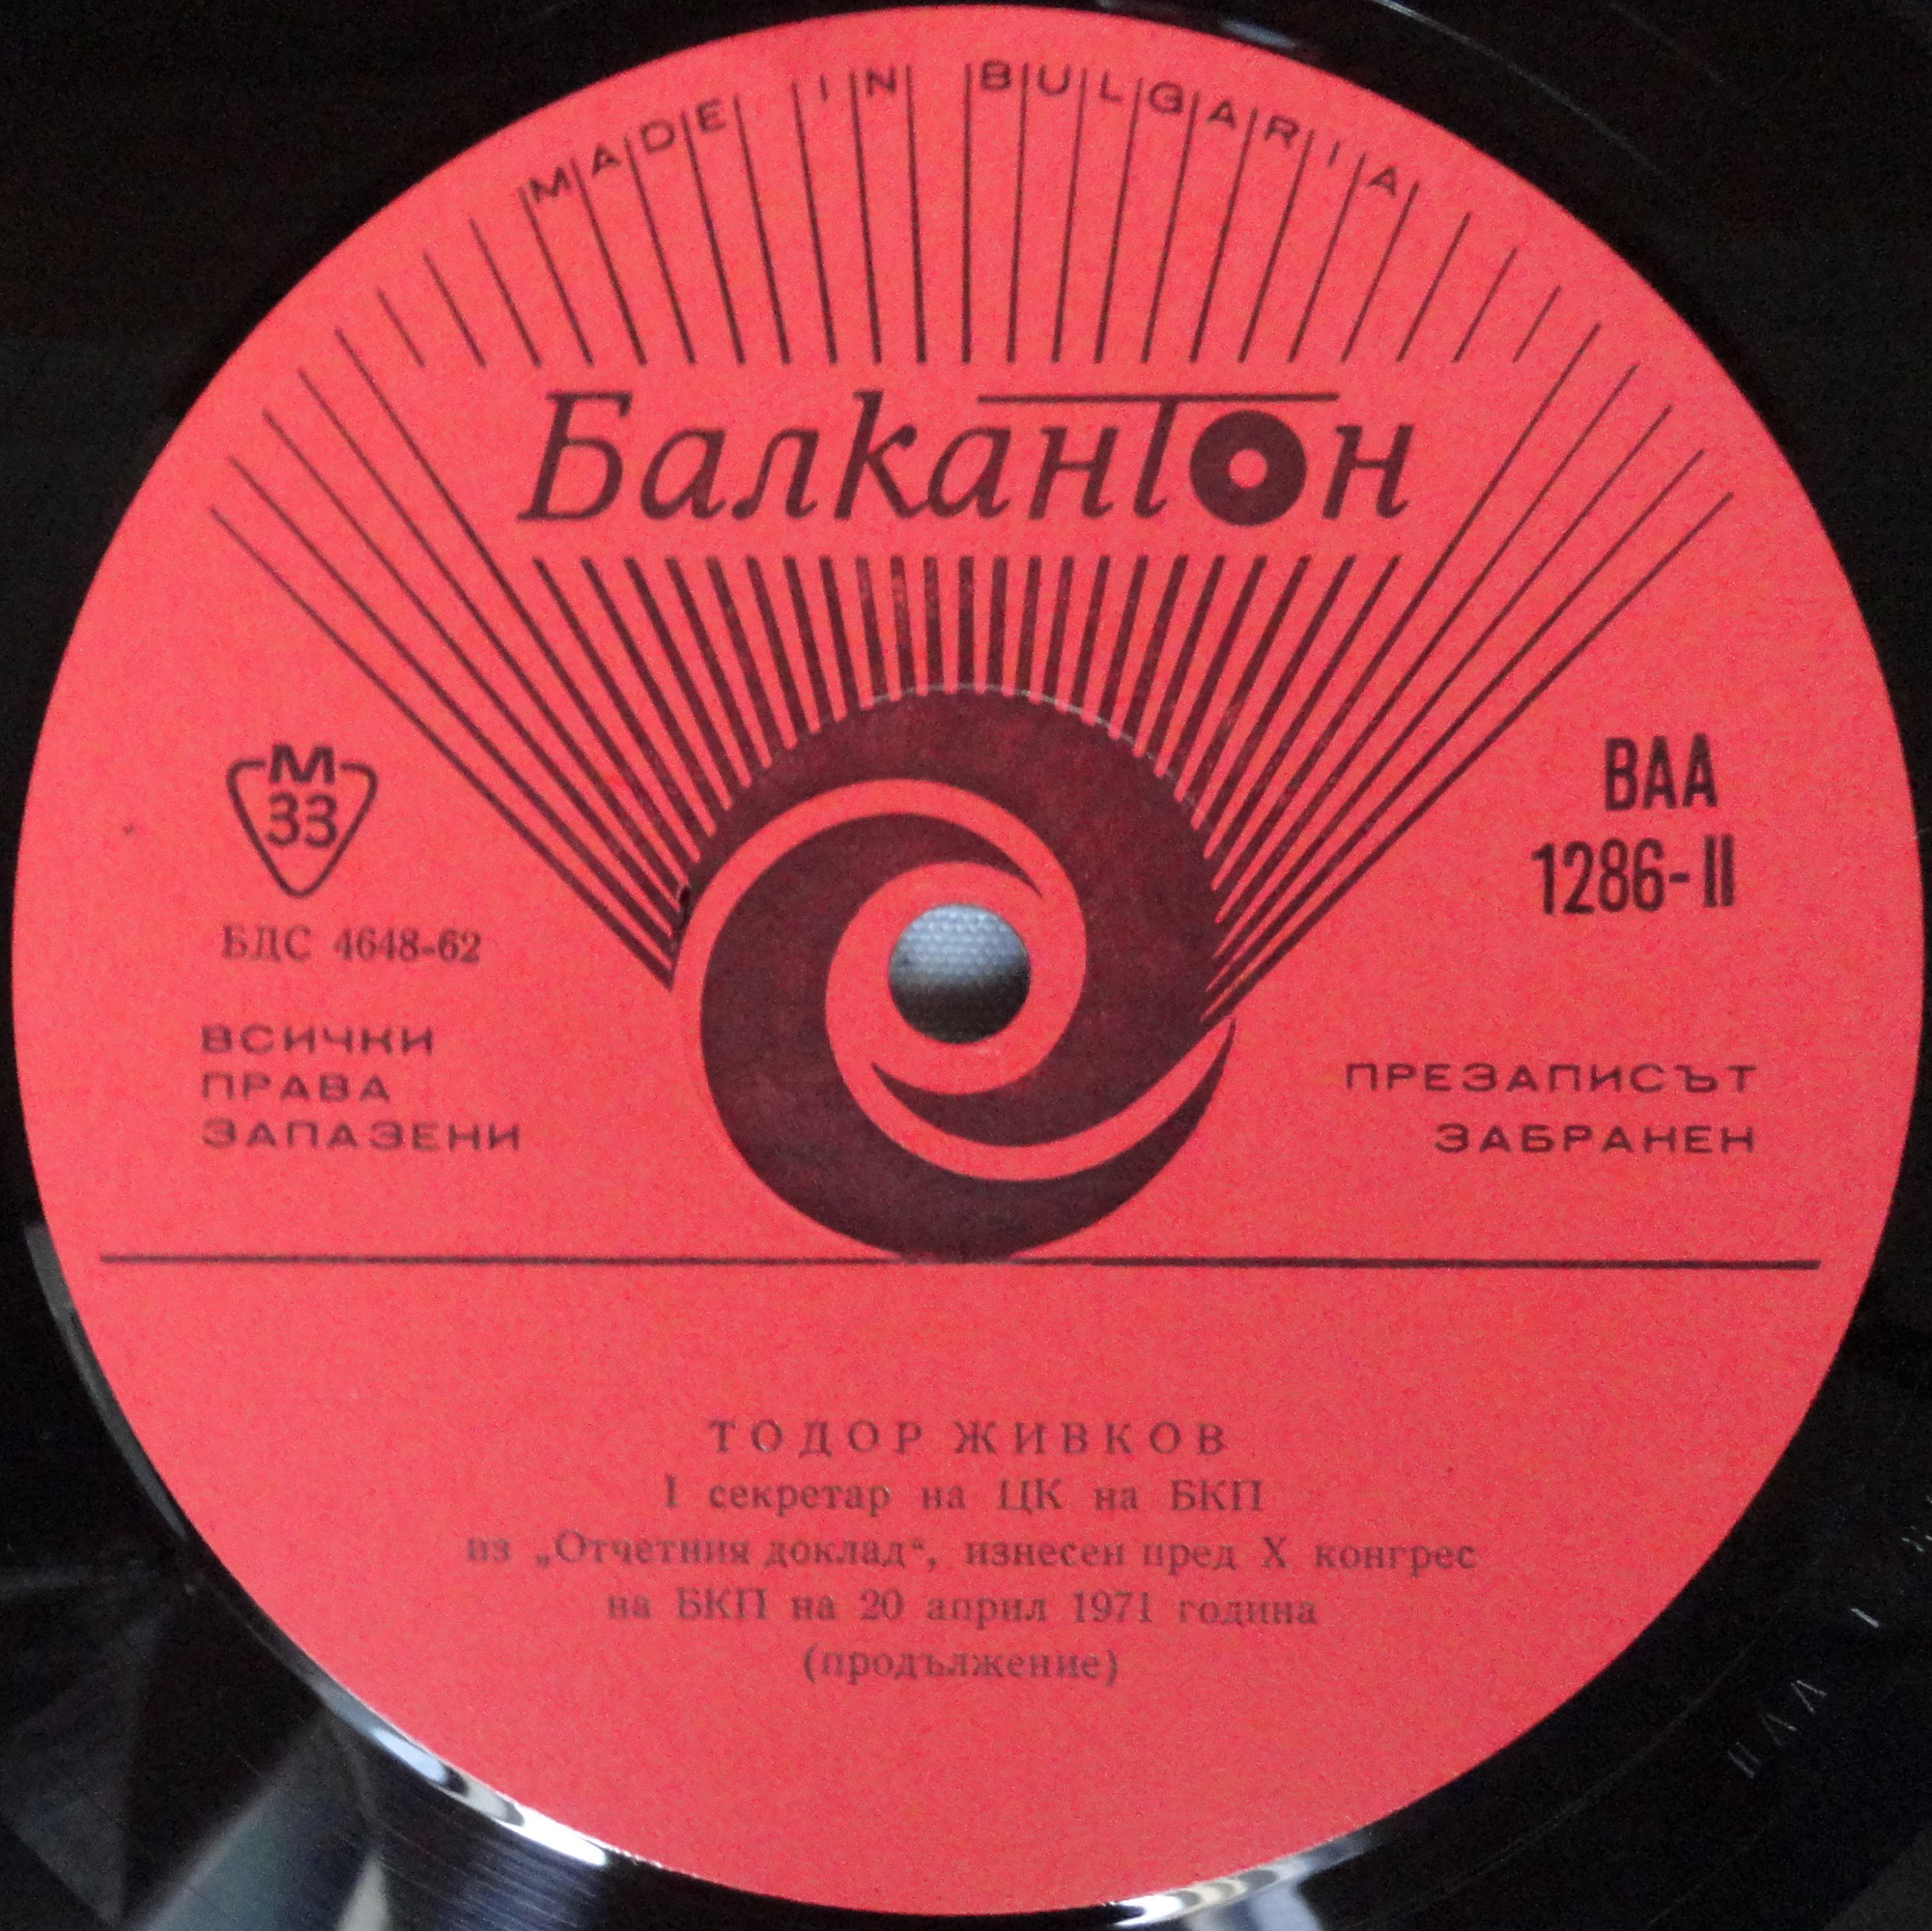 MADE IN BULGARIA
Балкантон
М
33
БДС 4648-62
ВСИЧКИ
ПРАВА
ЗАПАЗЕНИ
ВАА
1286-II
ПРЕЗАПИСЪТ
ЗАБРАНЕН
ТОДОР ЖИВКОВ
I секретар на ЦК на БКП
из „Отчетния доклад“, изнесен пред X конгрес
на БКП на 20 април 1971 година
(продължение)